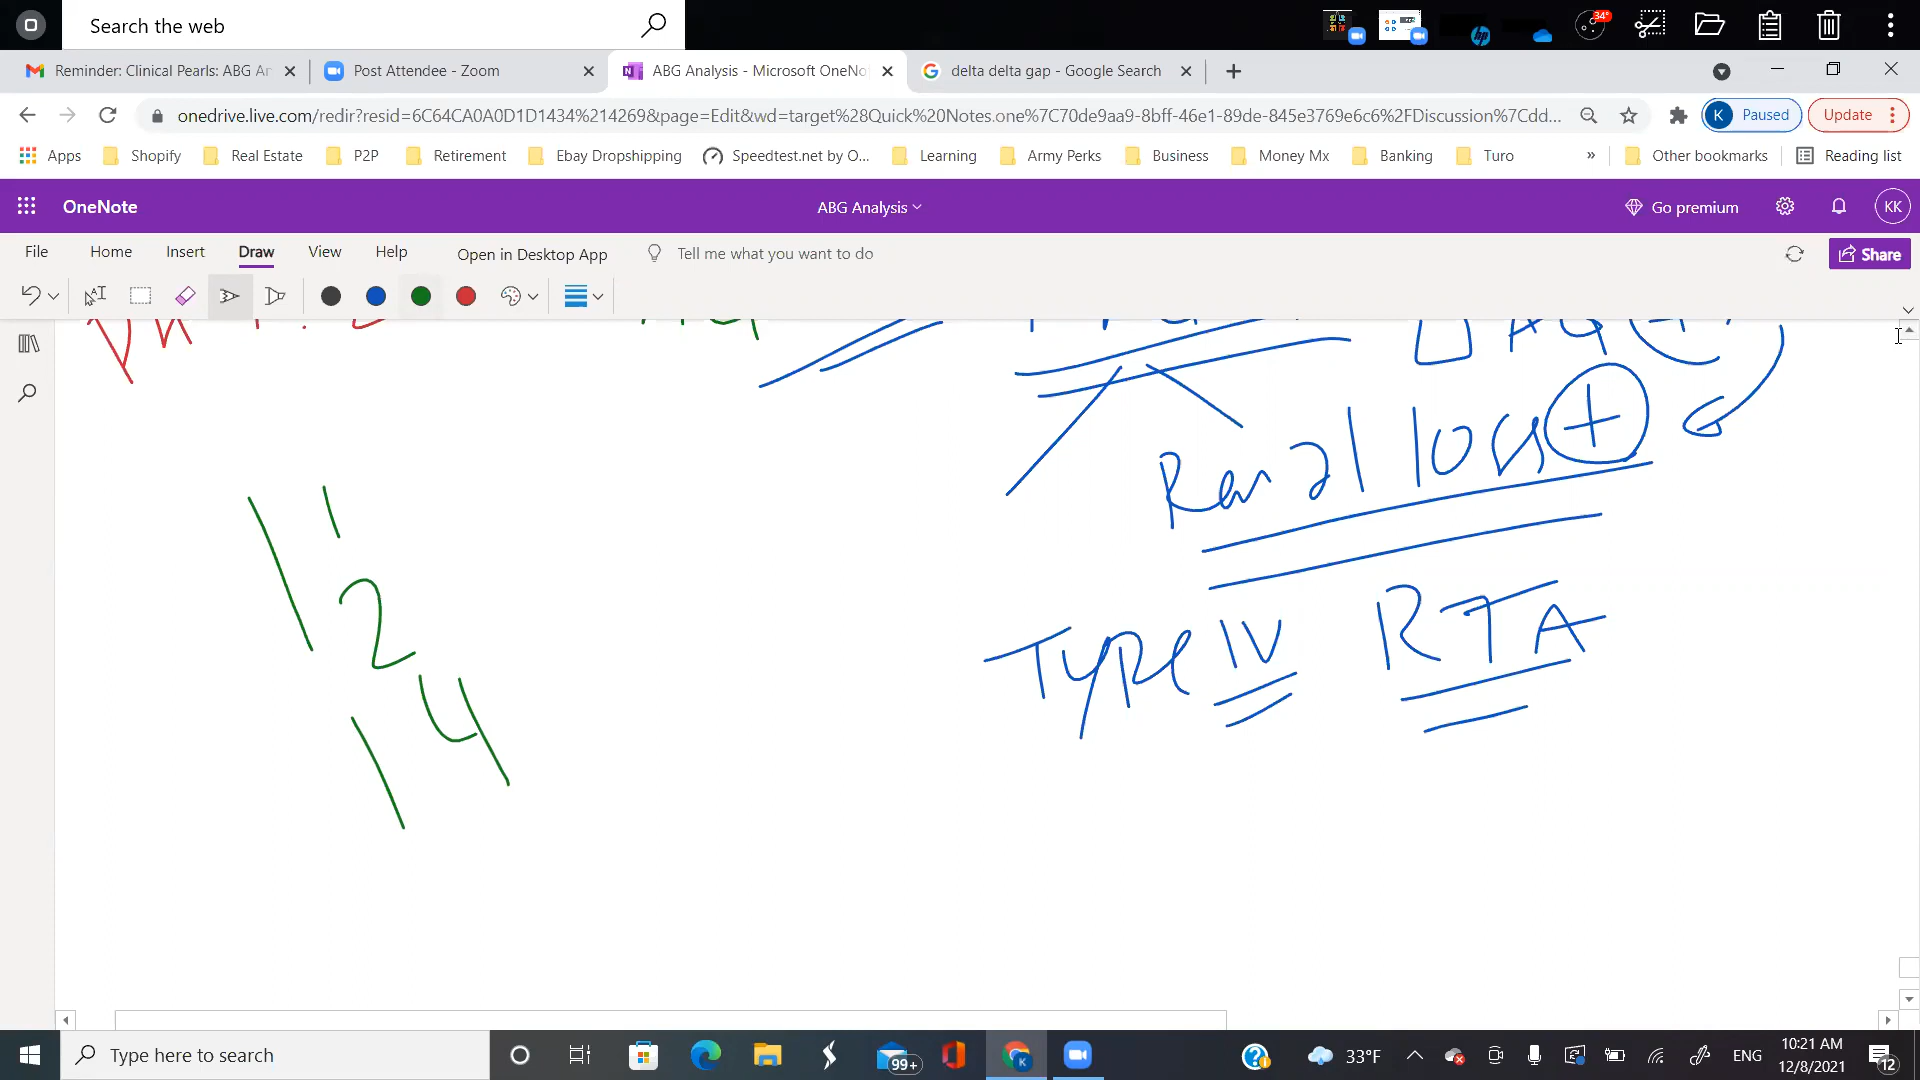 Search the web
34°
Reminder: Clinical Pearls: ABG Ar
Post Attendee - Zoom
ABG Analysis - Microsoft OneNo
delta delta gap - Google Search
onedrive.live.com/redir?resid=6C64CA0A0D1D1434%214269&page=Edit&wd=target%28Quick%20Notes.one%7C70de9aa9-8bff-46e1-89de-845e3769e6c6%2FDiscussion%7Cdd...
K Paused
Update
Apps Shopify Real Estate P2P Retirement Ebay Dropshipping Speedtest.net by O... Learning Army Perks Business Money Mx Banking Turo » Other bookmarks Reading list
OneNote
ABG Analysis
Go premium
KK
File Home Insert Draw View Help Open in Desktop App Tell me what you want to do
Share
Renal loss +
1'
2
14
Type IV RTA
Type here to search
99+
33°F
ENG
10:21 AM
12/8/2021
12